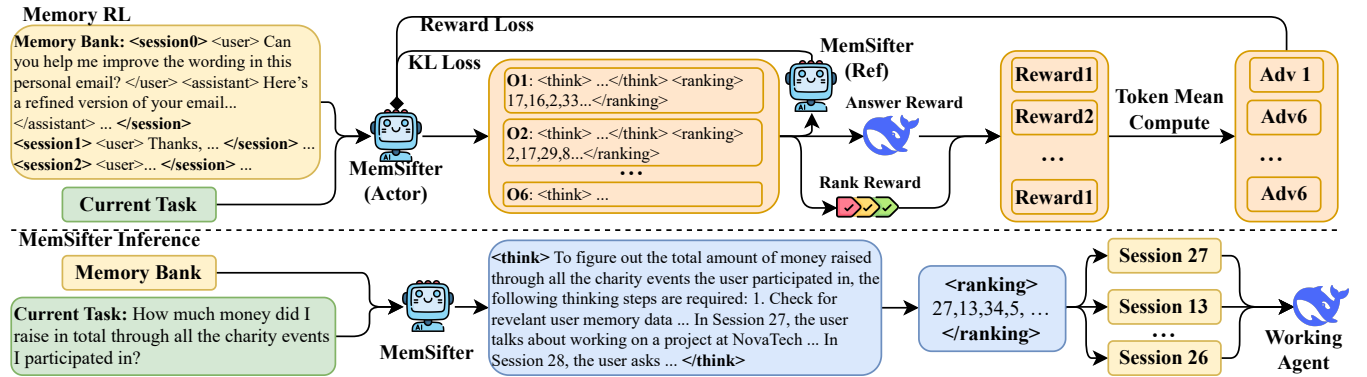 Memory RL
Memory Bank: <session0> <user> Can
you help me improve the wording in this
personal email? </user> <assistant> Here's
a refined version of your email...
</assistant> ... </session>
<session1> <user> Thanks, ... </session> ...
<session2> <user>... </session> ...
Current Task
Reward Loss
KL Loss
AI
MemSifter
(Actor)
O1: <think> ...</think> <ranking>
17,16,2,33...</ranking>
O2: <think> ...</think> <ranking>
2,17,29,8...</ranking>
...
O6: <think> ...
MemSifter
(Ref)
AI
Answer Reward
Rank Reward
Reward1
Reward2
...
Reward1
Token Mean
Compute
Adv 1
Adv6
...
Adv6
MemSifter Inference
Memory Bank
Current Task: How much money did I
raise in total through all the charity events
I participated in?
AI
MemSifter
<think> To figure out the total amount of money raised
through all the charity events the user participated in, the
following thinking steps are required: 1. Check for
revelant user memory data ... In Session 27, the user
talks about working on a project at NovaTech ... In
Session 28, the user asks ... </think>
<ranking>
27,13,34,5, ...
</ranking>
Session 27
Session 13
...
Session 26
Working
Agent